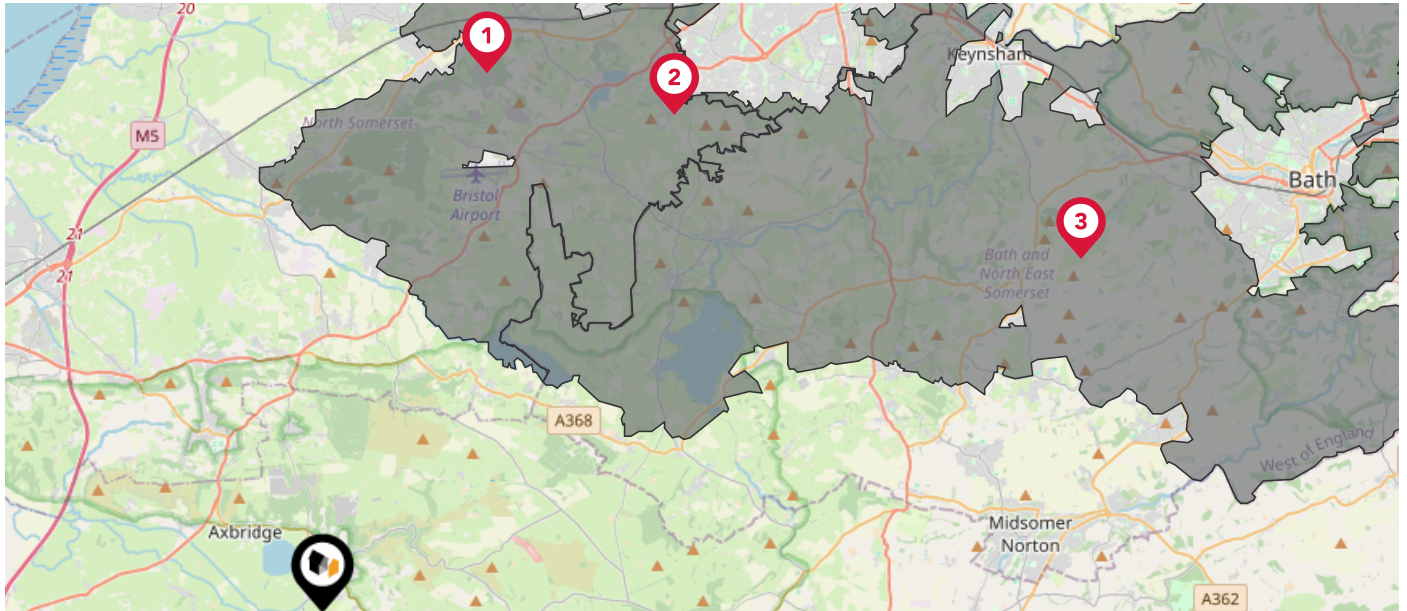 20
1
2
Keynsham
North Somerset
M5
Bristol
Airport
Bath
3
21
21
Bath and
North East
Somerset
A368
West of England
Axbridge
Midsomer
Norton
A362